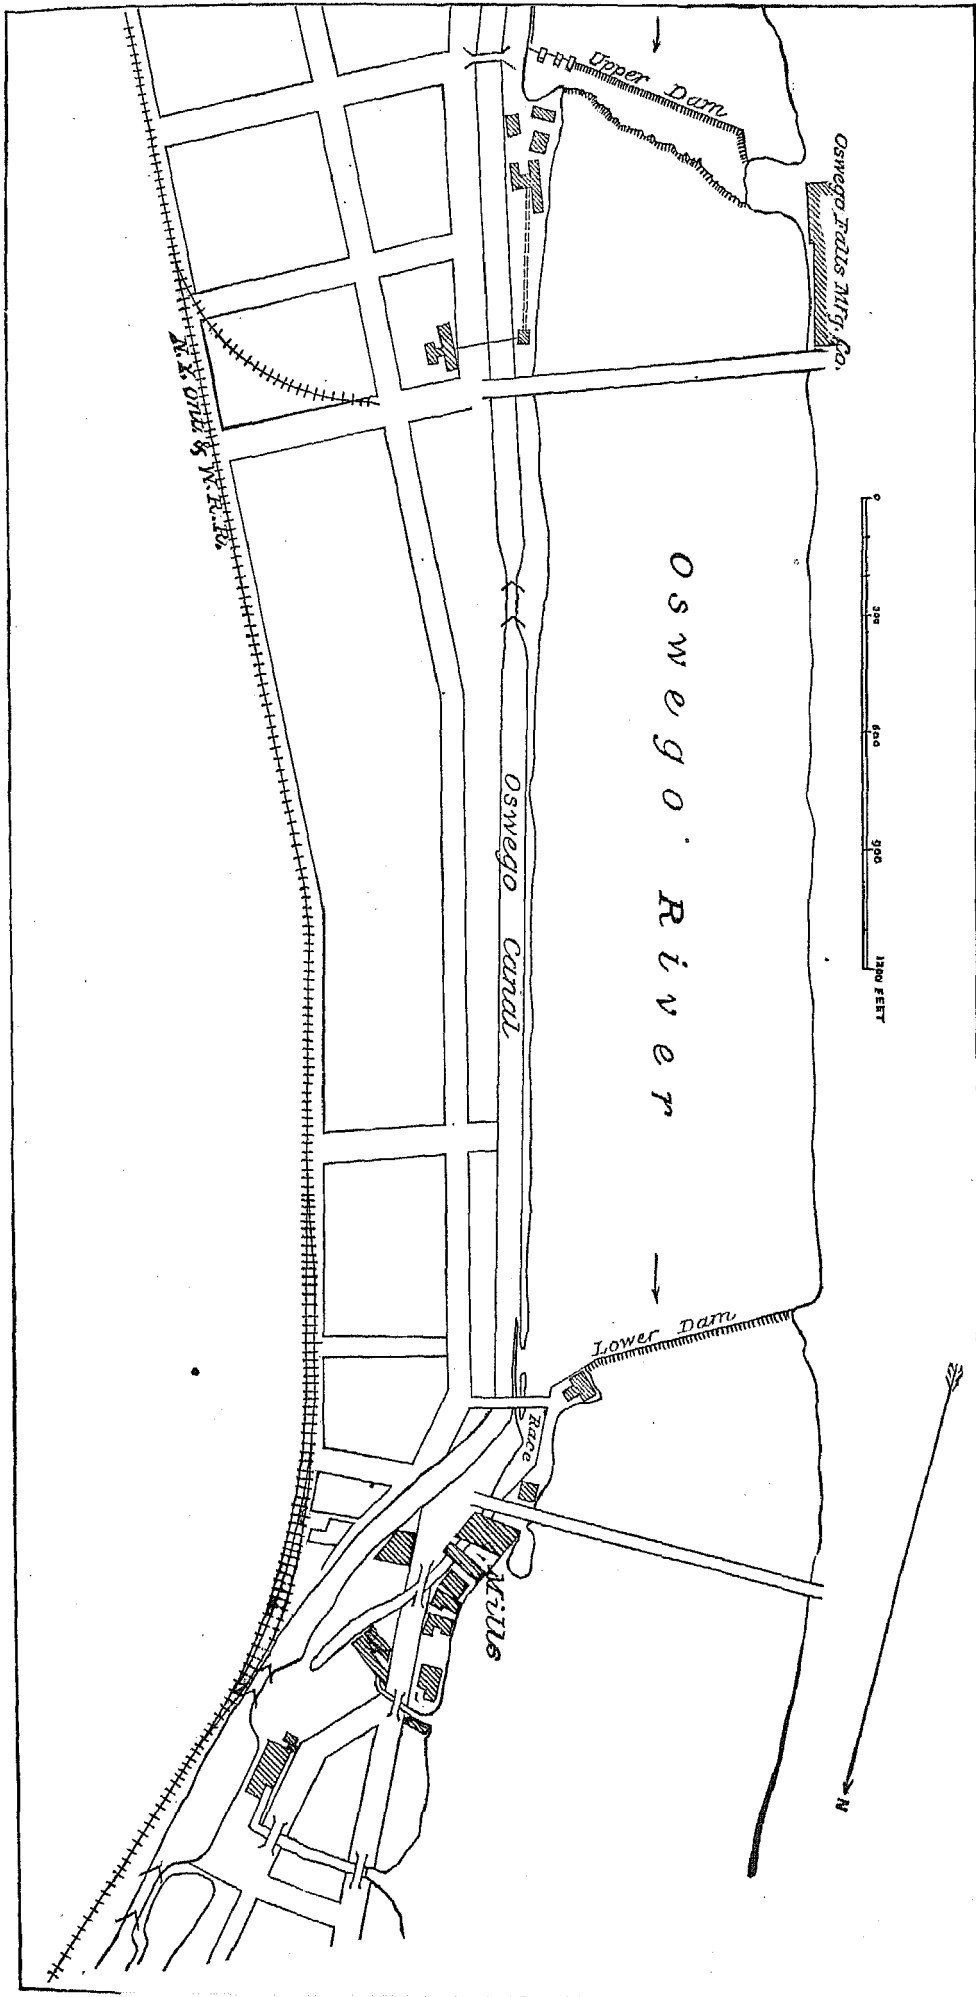 Upper Dam
Oswego Falls Mfg. Co.
N.Y. Ont. & W.R.R.
0
300
600
900
1200 FEET
Oswego River
Oswego Canal
Lower Dam
Race
Mills
N